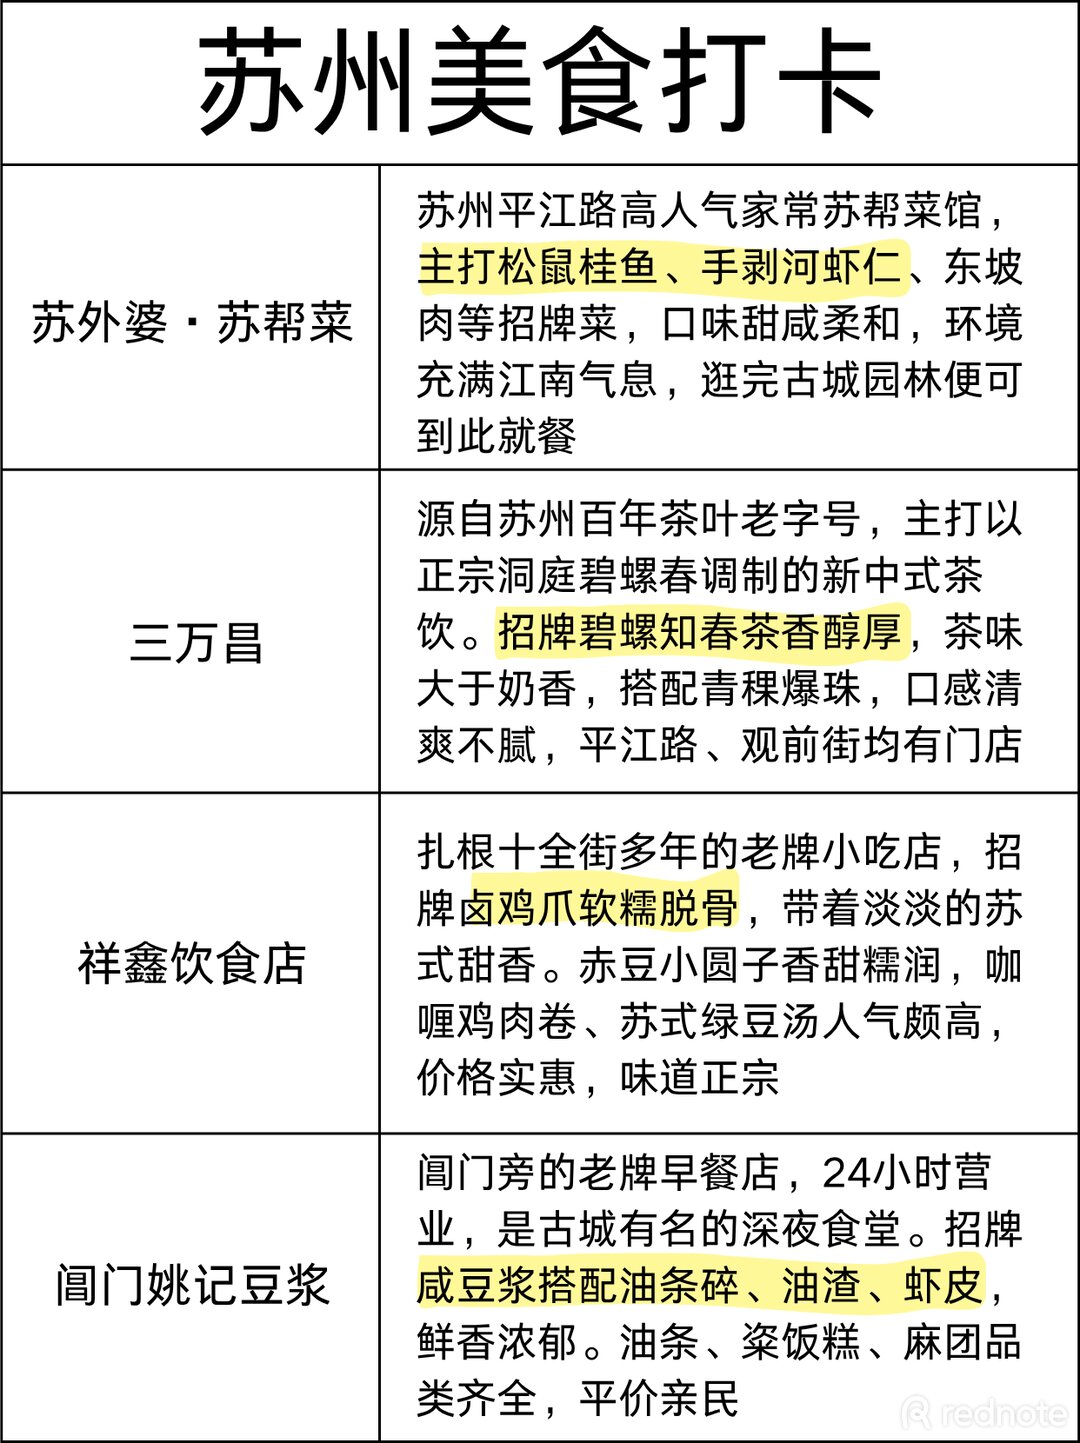 苏州美食打卡
苏外婆·苏帮菜
苏州平江路高人气家常苏帮菜馆，
主打松鼠桂鱼、手剥河虾仁、东坡
肉等招牌菜，口味甜咸柔和，环境
充满江南气息，逛完古城园林便可
到此就餐
三万昌
源自苏州百年茶叶老字号，主打以
正宗洞庭碧螺春调制的新中式茶
饮。招牌碧螺知春茶香醇厚，茶味
大于奶香，搭配青稞爆珠，口感清
爽不腻，平江路、观前街均有门店
祥鑫饮食店
扎根十全街多年的老牌小吃店，招
牌卤鸡爪软糯脱骨，带着淡淡的苏
式甜香。赤豆小圆子香甜糯润，咖
喱鸡肉卷、苏式绿豆汤人气颇高，
价格实惠，味道正宗
阊门姚记豆浆
阊门旁的老牌早餐店，24小时营
业，是古城有名的深夜食堂。招牌
咸豆浆搭配油条碎、油渣、虾皮，
鲜香浓郁。油条、粢饭糕、麻团品
类齐全，平价亲民
rednote